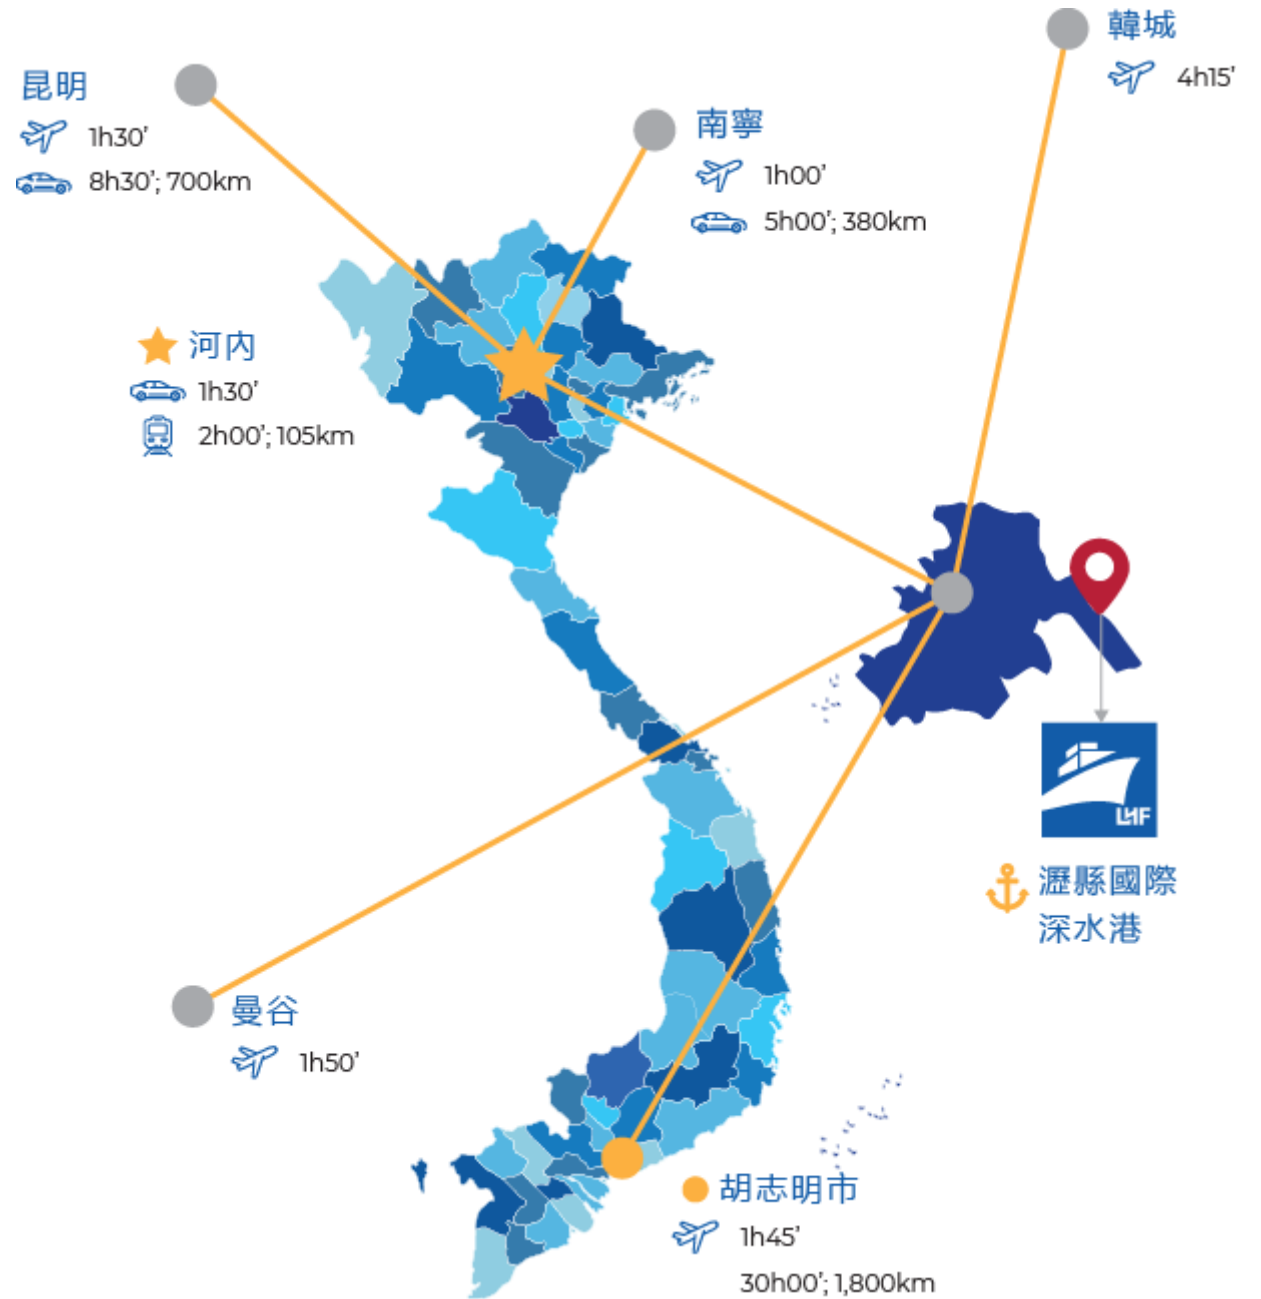 韓城
4h15’
昆明
1h30’
8h30’; 700km
南寧
1h00’
5h00’; 380km
河內
1h30’
2h00’; 105km
LHF
瀝縣國際
深水港
曼谷
1h50’
胡志明市
1h45’
30h00’; 1,800km